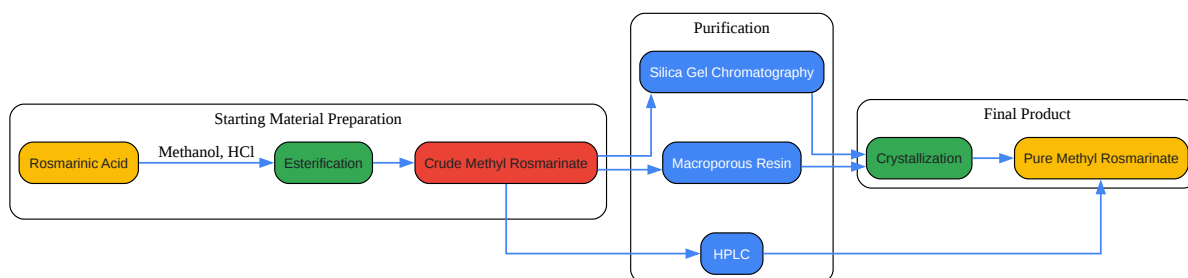 Purification
Silica Gel Chromatography
Starting Material Preparation
Final Product
Rosmarinic Acid
Methanol, HCl
Esterification
Crude Methyl Rosmarinate
Macroporous Resin
Crystallization
Pure Methyl Rosmarinate
HPLC